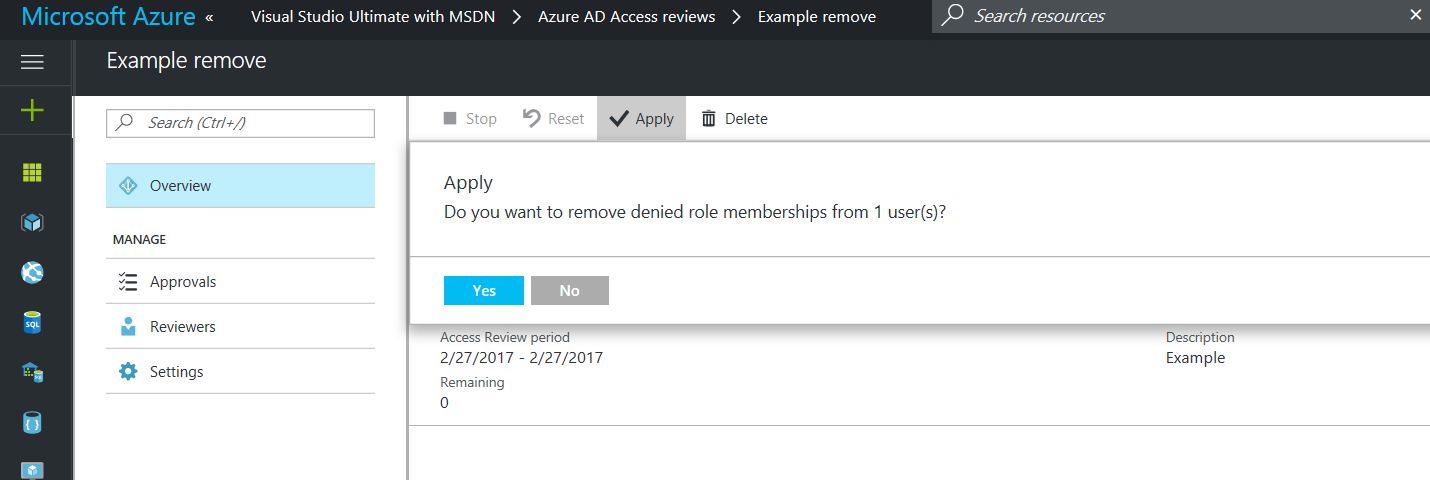 Microsoft Azure « Visual Studio Ultimate with MSDN > Azure AD Access reviews > Example remove Search resources ×
Example remove
Search (Ctrl+/)
Stop Reset Apply Delete
Overview
MANAGE
Approvals
Reviewers
Settings
Apply
Do you want to remove denied role memberships from 1 user(s)?
Yes No
Access Review period
2/27/2017 - 2/27/2017
Remaining
0
Description
Example
SQL